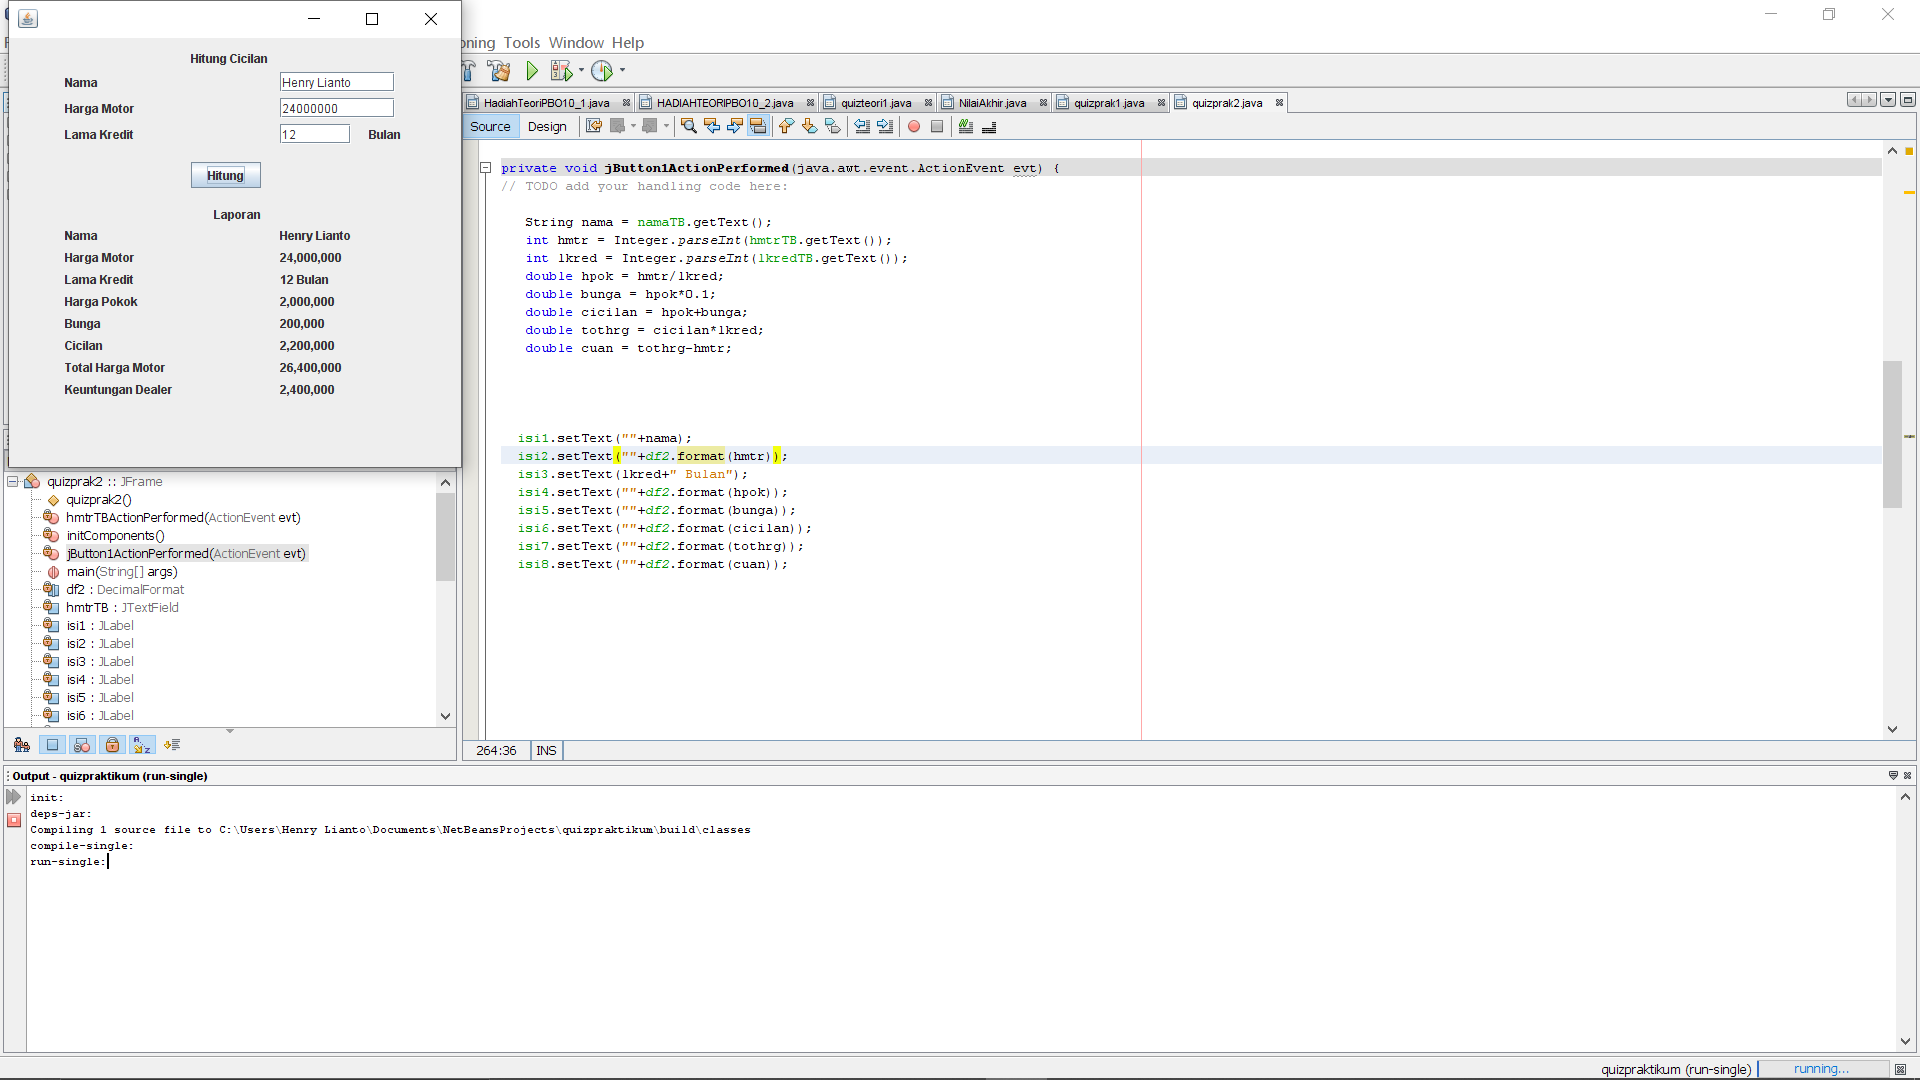 Hitung Cicilan
Nama Henry Lianto
Harga Motor 24000000
Lama Kredit 12 Bulan
Hitung
Laporan
Nama Henry Lianto
Harga Motor 24,000,000
Lama Kredit 12 Bulan
Harga Pokok 2,000,000
Bunga 200,000
Cicilan 2,200,000
Total Harga Motor 26,400,000
Keuntungan Dealer 2,400,000
Tools Window Help
HadiahTeoriPBO10_1.java HADIAHTEORIPBO10_2.java quizteori1.java NilaiAkhir.java quizprak1.java quizprak2.java
Source Design
private void jButton1ActionPerformed(java.awt.event.ActionEvent evt) {
// TODO add your handling code here:
String nama = namaTB.getText();
int hmtr = Integer.parseInt(hmtrTB.getText());
int lkred = Integer.parseInt(lkredTB.getText());
double hpok = hmtr/lkred;
double bunga = hpok*0.1;
double cicilan = hpok+bunga;
double tothrg = cicilan*lkred;
double cuan = tothrg-hmtr;
isi1.setText(""+nama);
isi2.setText(""+df2.format(hmtr));
isi3.setText(lkred+" Bulan");
isi4.setText(""+df2.format(hpok));
isi5.setText(""+df2.format(bunga));
isi6.setText(""+df2.format(cicilan));
isi7.setText(""+df2.format(tothrg));
isi8.setText(""+df2.format(cuan));
264:36 INS
quizprak2 :: JFrame
quizprak2()
hmtrTBActionPerformed(ActionEvent evt)
initComponents()
jButton1ActionPerformed(ActionEvent evt)
main(String[] args)
df2 : DecimalFormat
hmtrTB : JTextField
isi1 : JLabel
isi2 : JLabel
isi3 : JLabel
isi4 : JLabel
isi5 : JLabel
isi6 : JLabel
Output - quizpraktikum (run-single)
init:
deps-jar:
Compiling 1 source file to C:\Users\Henry Lianto\Documents\NetBeansProjects\quizpraktikum\build\classes
compile-single:
run-single:
quizpraktikum (run-single) running...